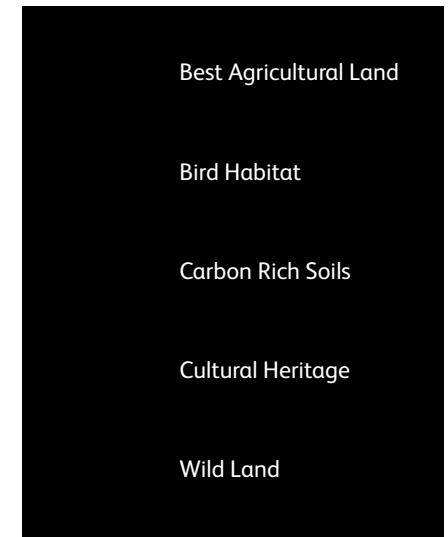 Best Agricultural Land
Bird Habitat
Carbon Rich Soils
Cultural Heritage
Wild Land